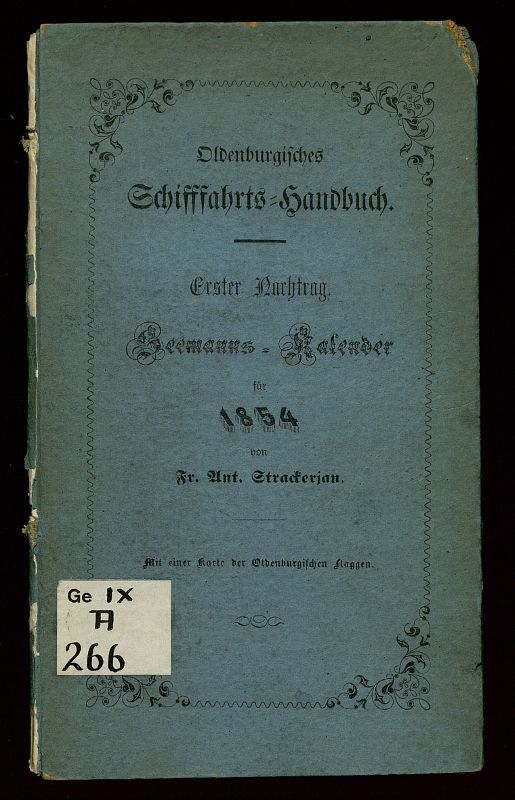 Oldenburgisches
Schifffahrts-Handbuch.
Erster Nachtrag.
Seemanns-Kalender
für
1854
von
Fr. Ant. Strackerjan.
Mit einer Karte der Oldenburgischen Flaggen.
Ge IX
A
266